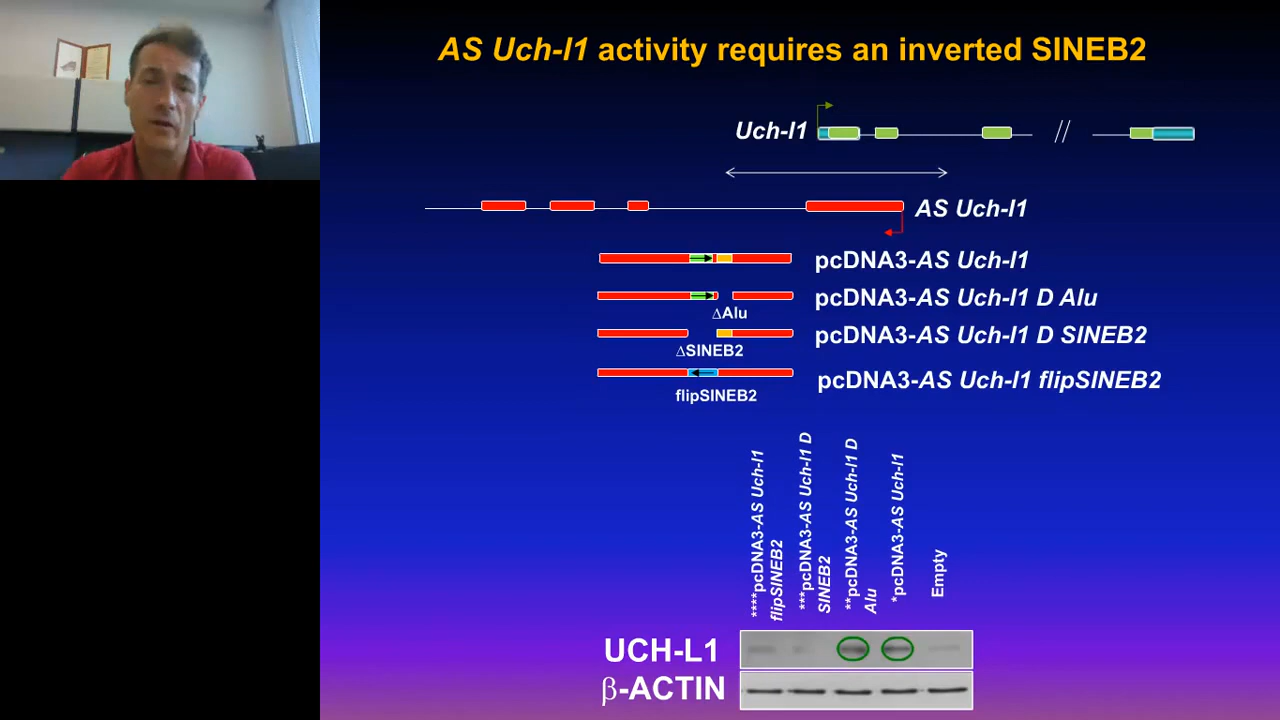 AS Uch-l1 activity requires an inverted SINEB2
Uch-l1
//
AS Uch-l1
pcDNA3-AS Uch-l1
pcDNA3-AS Uch-l1 D Alu
ΔAlu
pcDNA3-AS Uch-l1 D SINEB2
ΔSINEB2
pcDNA3-AS Uch-l1 flipSINEB2
flipSINEB2
****pcDNA3-AS Uch-l1
flipSINEB2
***pcDNA3-AS Uch-l1 D
SINEB2
**pcDNA3-AS Uch-l1 D
Alu
*pcDNA3-AS Uch-l1
Empty
UCH-L1
β-ACTIN